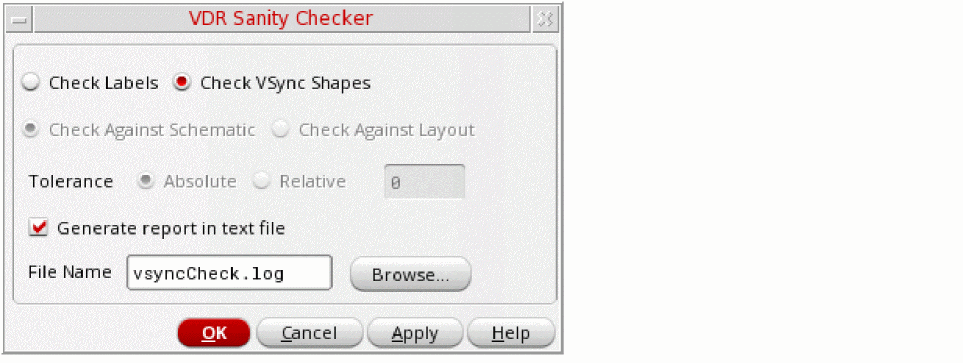 VDR Sanity Checker
Check Labels Check VSync Shapes
Check Against Schematic Check Against Layout
Tolerance Absolute Relative 0
Generate report in text file
File Name vsyncCheck.log Browse...
OK Cancel Apply Help